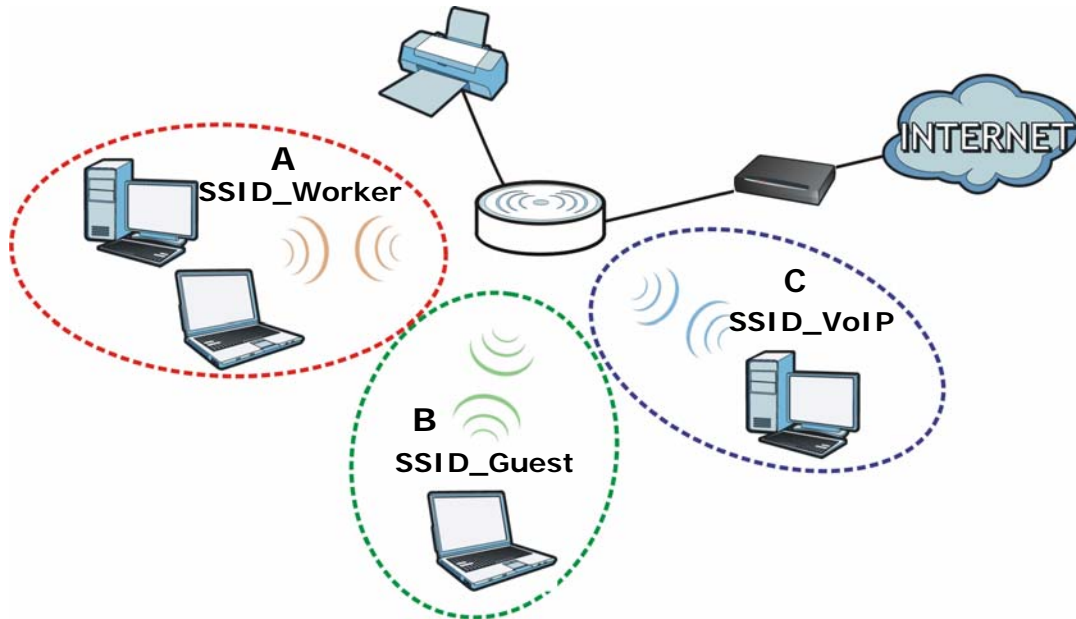 INTERNET
A
SSID_Worker
C
SSID_VoIP
B
SSID_Guest